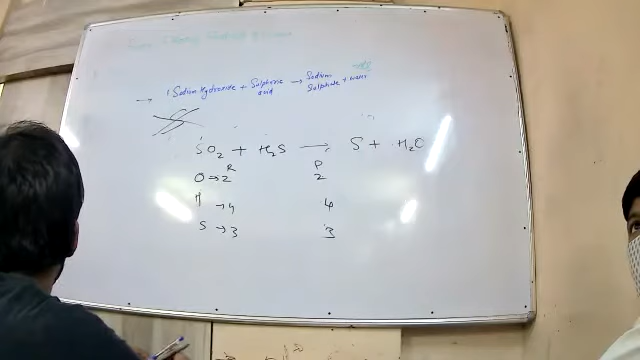 → 1 Sodium Hydroxide + Sulphuric acid → Sodium Sulphate + water
SO₂ + H₂S → S + H₂O
R P
O → 2 2
H → 4 4
S → 3 3